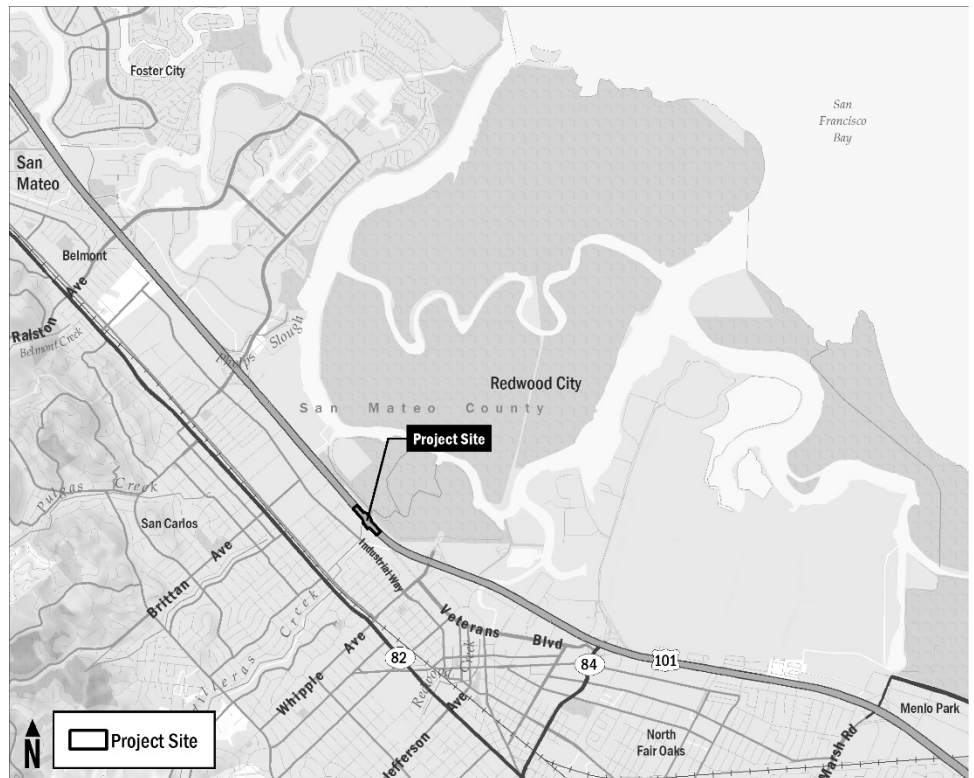 Foster City
San
Francisco
Bay
San
Mateo
Belmont
Ralston Ave
Belmont Creek
Phelps Slough
Redwood City
San Mateo County
Project Site
Pulgas Creek
San Carlos
Brittan Ave
Industrial Way
Veterans Blvd
Whipple Ave
82
84
101
Redwood Creek
Jefferson Ave
North
Fair Oaks
Marsh Rd
Menlo Park
N
Project Site